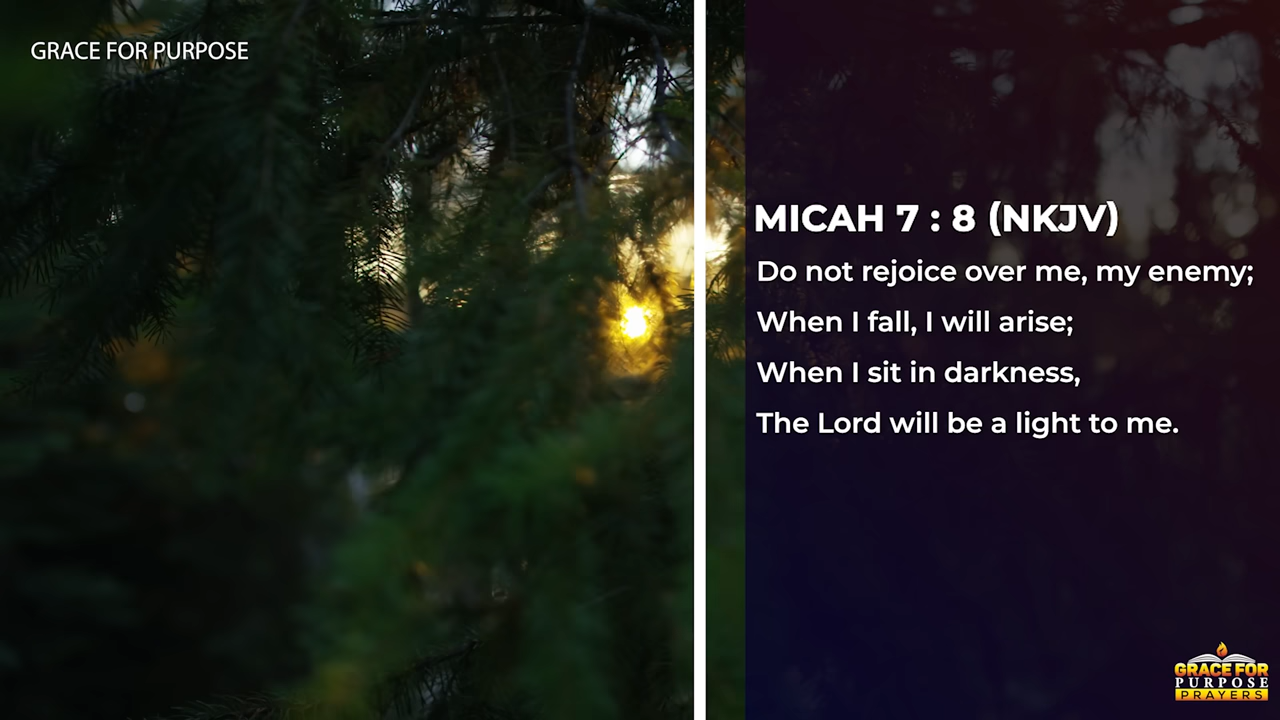 GRACE FOR PURPOSE
MICAH 7 : 8 (NKJV)
Do not rejoice over me, my enemy;
When I fall, I will arise;
When I sit in darkness,
The Lord will be a light to me.
GRACE FOR
PURPOSE
PRAYERS